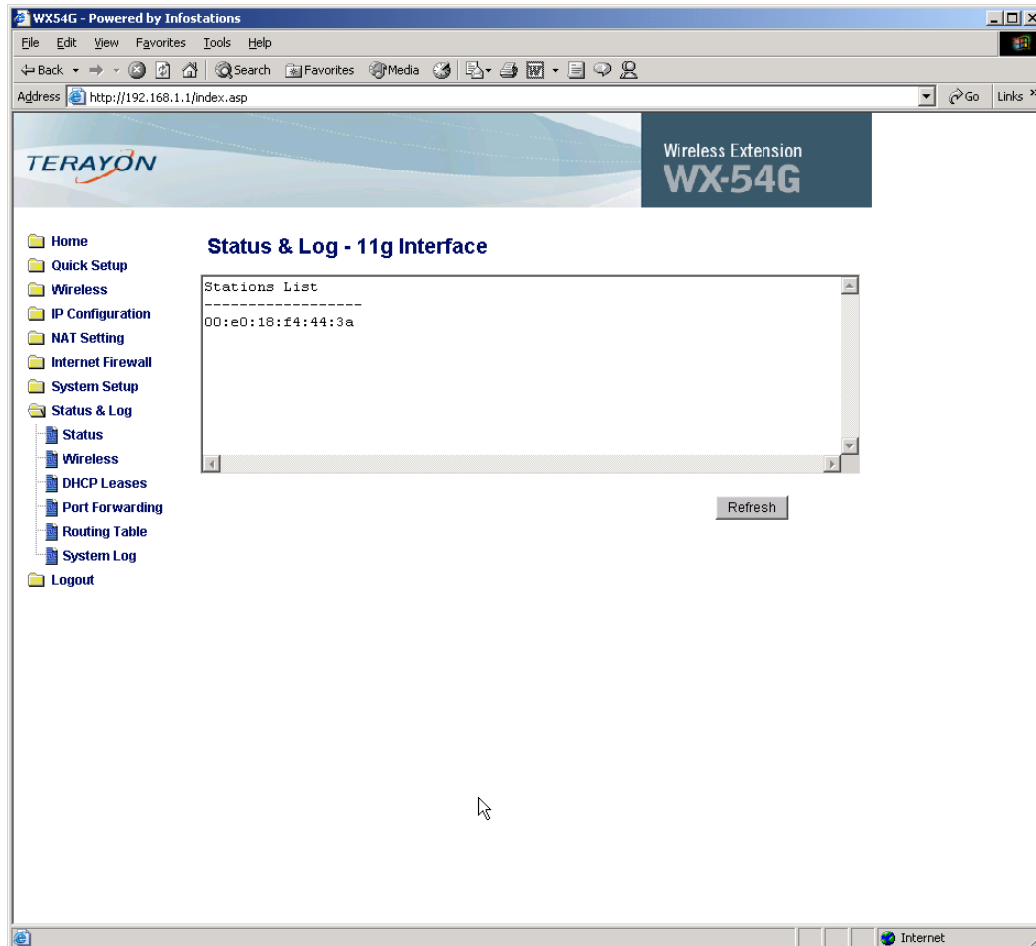 WX54G - Powered by Infostations
File Edit View Favorites Tools Help
Back Search Favorites Media
Address http://192.168.1.1/index.asp Go Links »
TERAYON
Wireless Extension
WX-54G
Home
Quick Setup
Wireless
IP Configuration
NAT Setting
Internet Firewall
System Setup
Status & Log
Status
Wireless
DHCP Leases
Port Forwarding
Routing Table
System Log
Logout
Status & Log - 11g Interface
Stations List
------------------
00:e0:18:f4:44:3a
Refresh
Internet